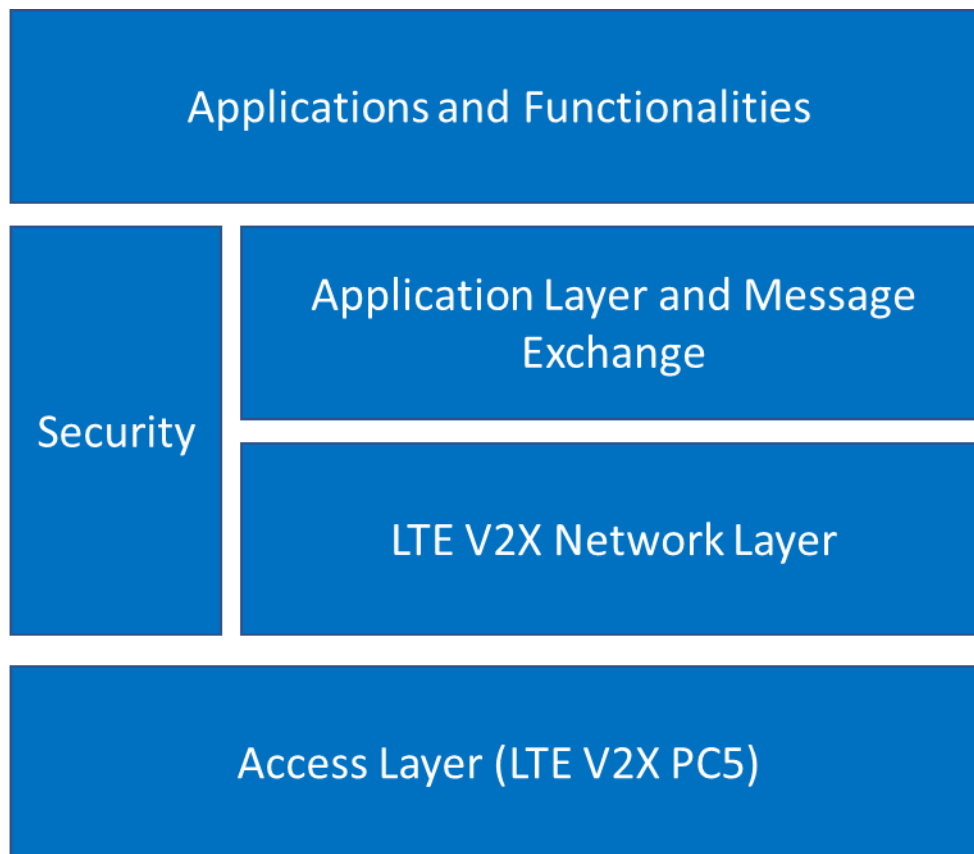 Applications and Functionalities
Security
Application Layer and Message
Exchange
LTE V2X Network Layer
Access Layer (LTE V2X PC5)